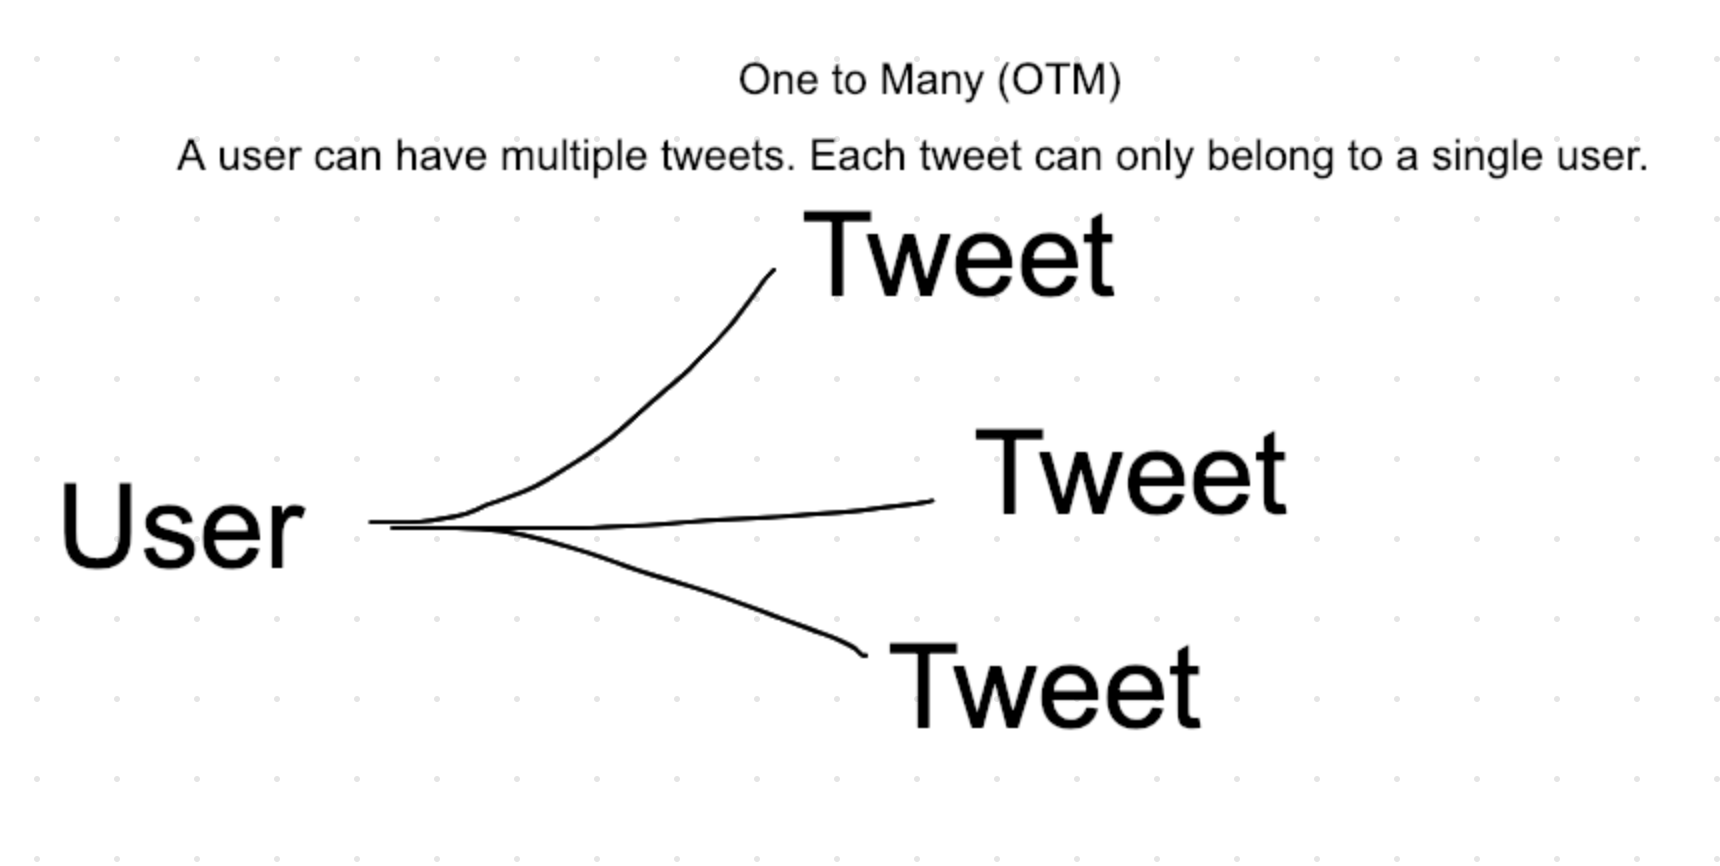 One to Many (OTM)
A user can have multiple tweets. Each tweet can only belong to a single user.
Tweet
Tweet
User
Tweet